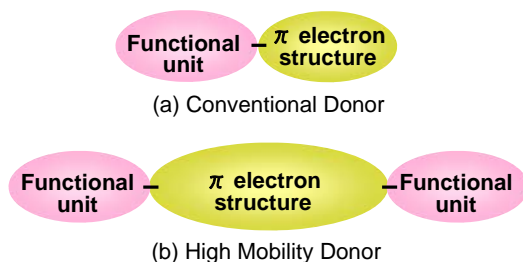 Functional
unit
π electron
structure
(a) Conventional Donor
Functional
unit
π electron
structure
Functional
unit
(b) High Mobility Donor